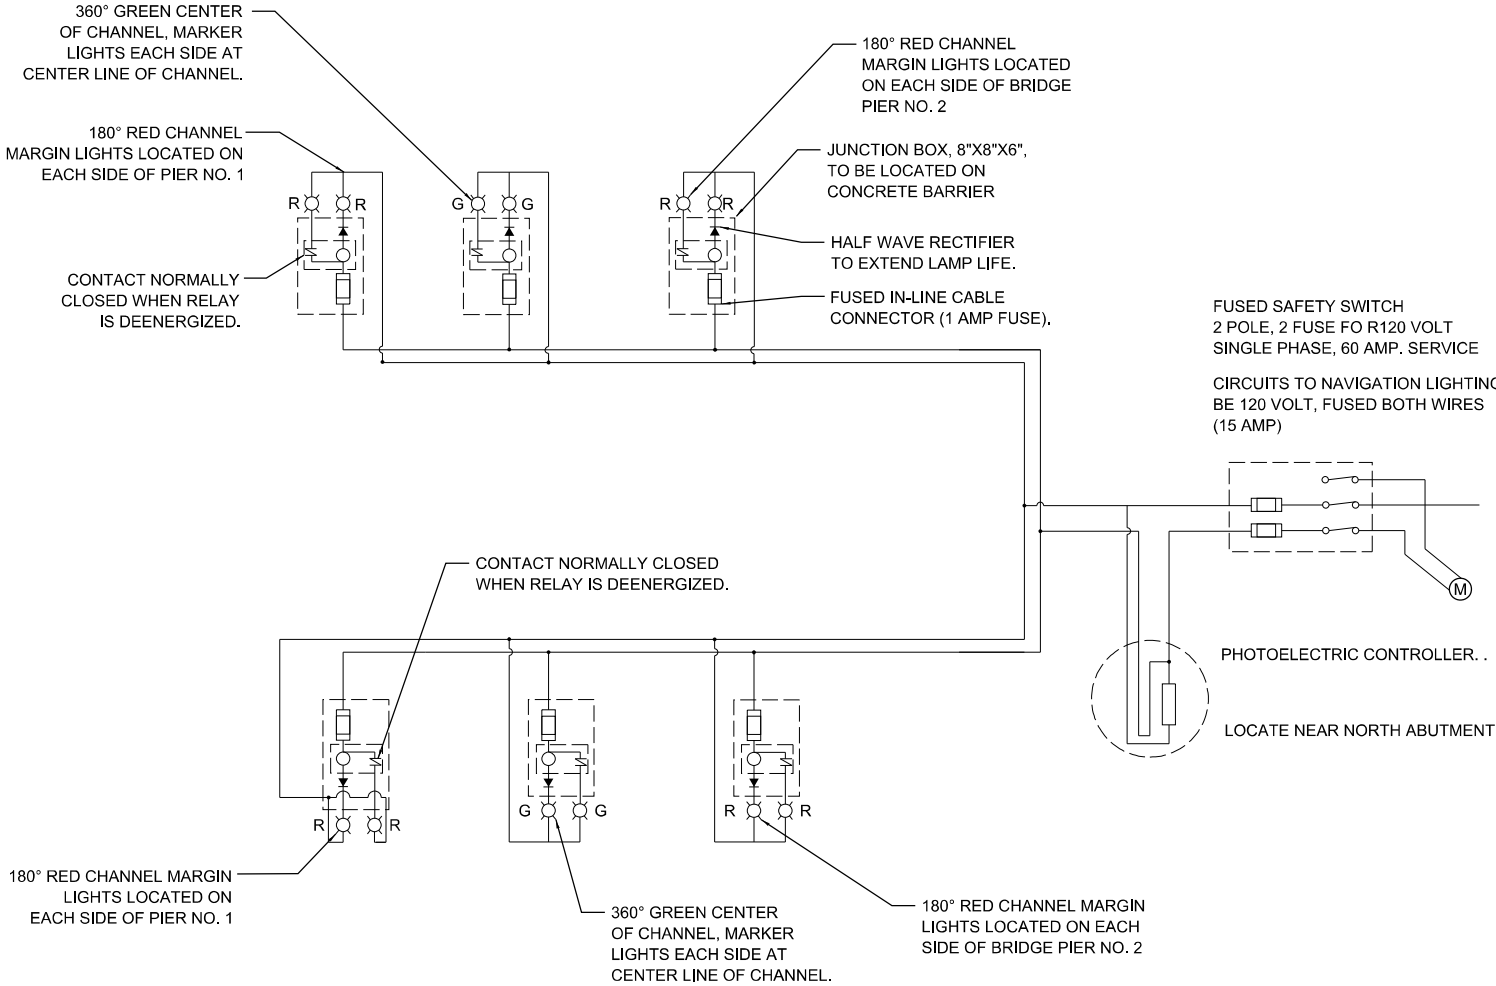 360° GREEN CENTER
OF CHANNEL, MARKER
LIGHTS EACH SIDE AT
CENTER LINE OF CHANNEL.
180° RED CHANNEL
MARGIN LIGHTS LOCATED ON
EACH SIDE OF PIER NO. 1
180° RED CHANNEL
MARGIN LIGHTS LOCATED
ON EACH SIDE OF BRIDGE
PIER NO. 2
JUNCTION BOX, 8"X8"X6",
TO BE LOCATED ON
CONCRETE BARRIER
R R
G G
R R
HALF WAVE RECTIFIER
TO EXTEND LAMP LIFE.
CONTACT NORMALLY
CLOSED WHEN RELAY
IS DEENERGIZED.
FUSED IN-LINE CABLE
CONNECTOR (1 AMP FUSE).
FUSED SAFETY SWITCH
2 POLE, 2 FUSE FO R120 VOLT
SINGLE PHASE, 60 AMP. SERVICE
CIRCUITS TO NAVIGATION LIGHTING
BE 120 VOLT, FUSED BOTH WIRES
(15 AMP)
M
CONTACT NORMALLY CLOSED
WHEN RELAY IS DEENERGIZED.
PHOTOELECTRIC CONTROLLER. .
LOCATE NEAR NORTH ABUTMENT
R R
G G
R R
180° RED CHANNEL MARGIN
LIGHTS LOCATED ON
EACH SIDE OF PIER NO. 1
360° GREEN CENTER
OF CHANNEL, MARKER
LIGHTS EACH SIDE AT
CENTER LINE OF CHANNEL.
180° RED CHANNEL MARGIN
LIGHTS LOCATED ON EACH
SIDE OF BRIDGE PIER NO. 2